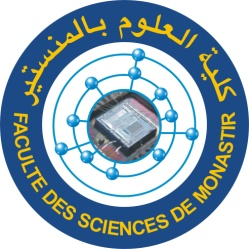 كلية العلوم بالمنستير
FACULTE DES SCIENCES DE MONASTIR